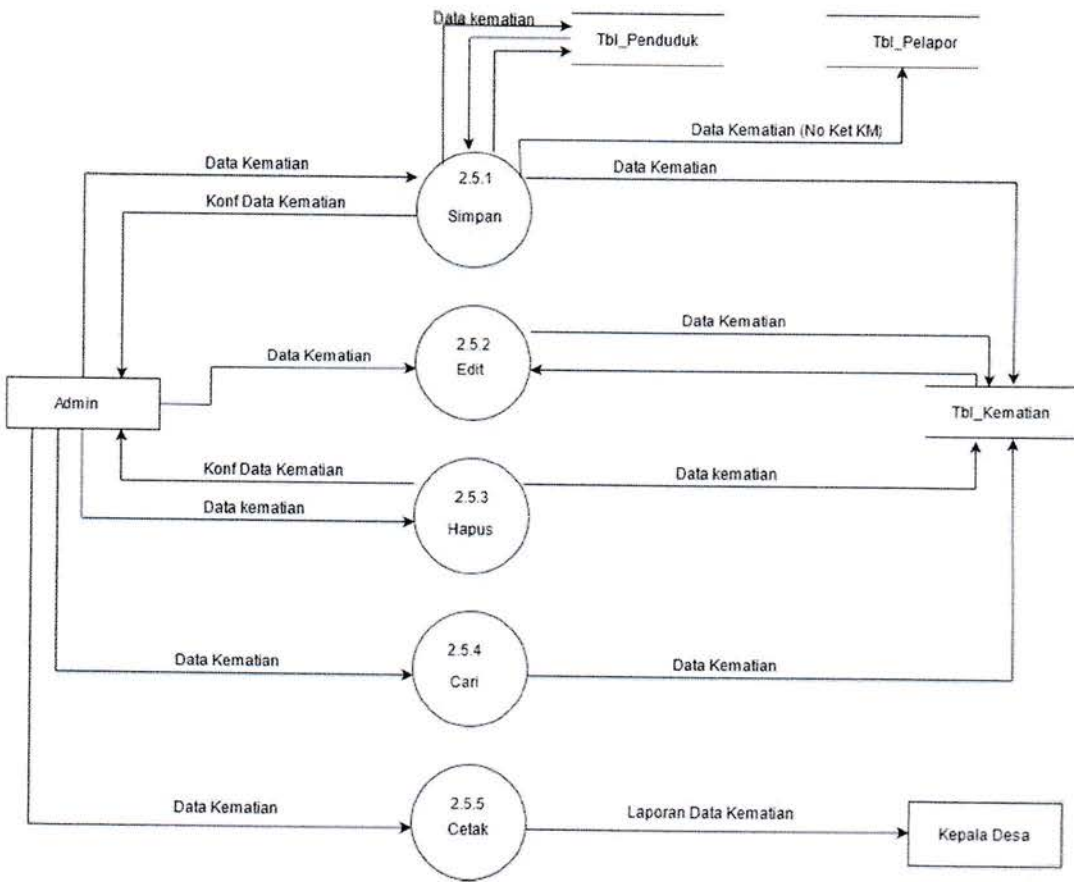 Data kematian
Tbl_Penduduk
Tbl_Pelapor
Data Kematian (No Ket KM)
Data Kematian
2.5.1
Simpan
Data Kematian
Konf Data Kematian
Data Kematian
2.5.2
Edit
Data Kematian
Admin
Tbl_Kematian
Konf Data Kematian
2.5.3
Hapus
Data kematian
Data kematian
Data Kematian
2.5.4
Cari
Data Kematian
Data Kematian
2.5.5
Cetak
Laporan Data Kematian
Kepala Desa